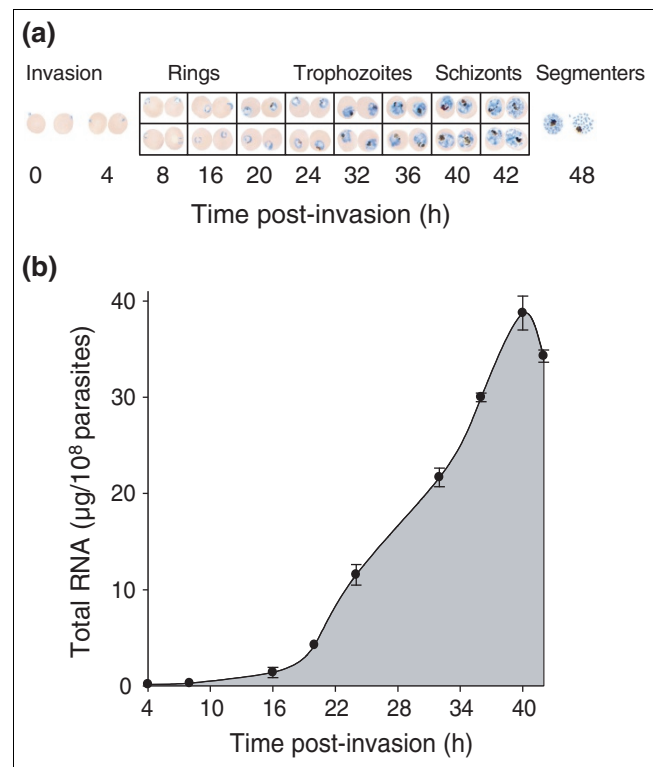 (a)
Invasion Rings Trophozoites Schizonts Segmenters
0 4 8 16 20 24 32 36 40 42 48
Time post-invasion (h)
(b)
Total RNA (µg/10⁸ parasites)
40
30
20
10
0
4 10 16 22 28 34 40
Time post-invasion (h)